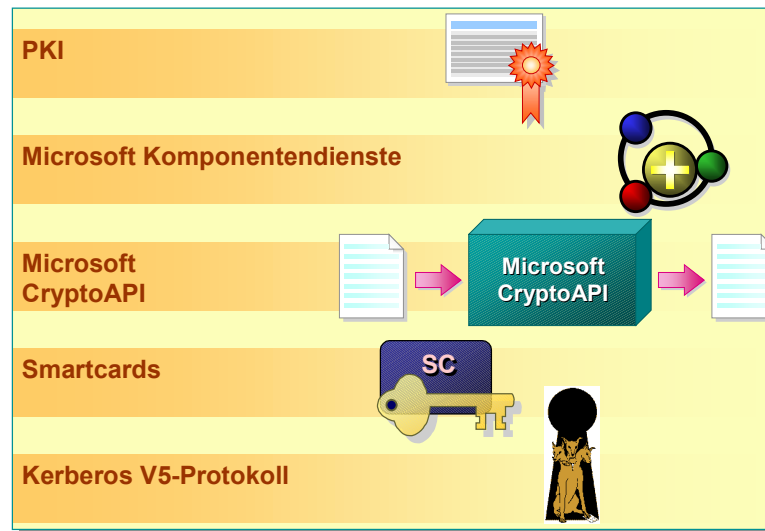 PKI
Microsoft Komponentendienste
Microsoft
CryptoAPI
Microsoft
CryptoAPI
Smartcards
SC
Kerberos V5-Protokoll